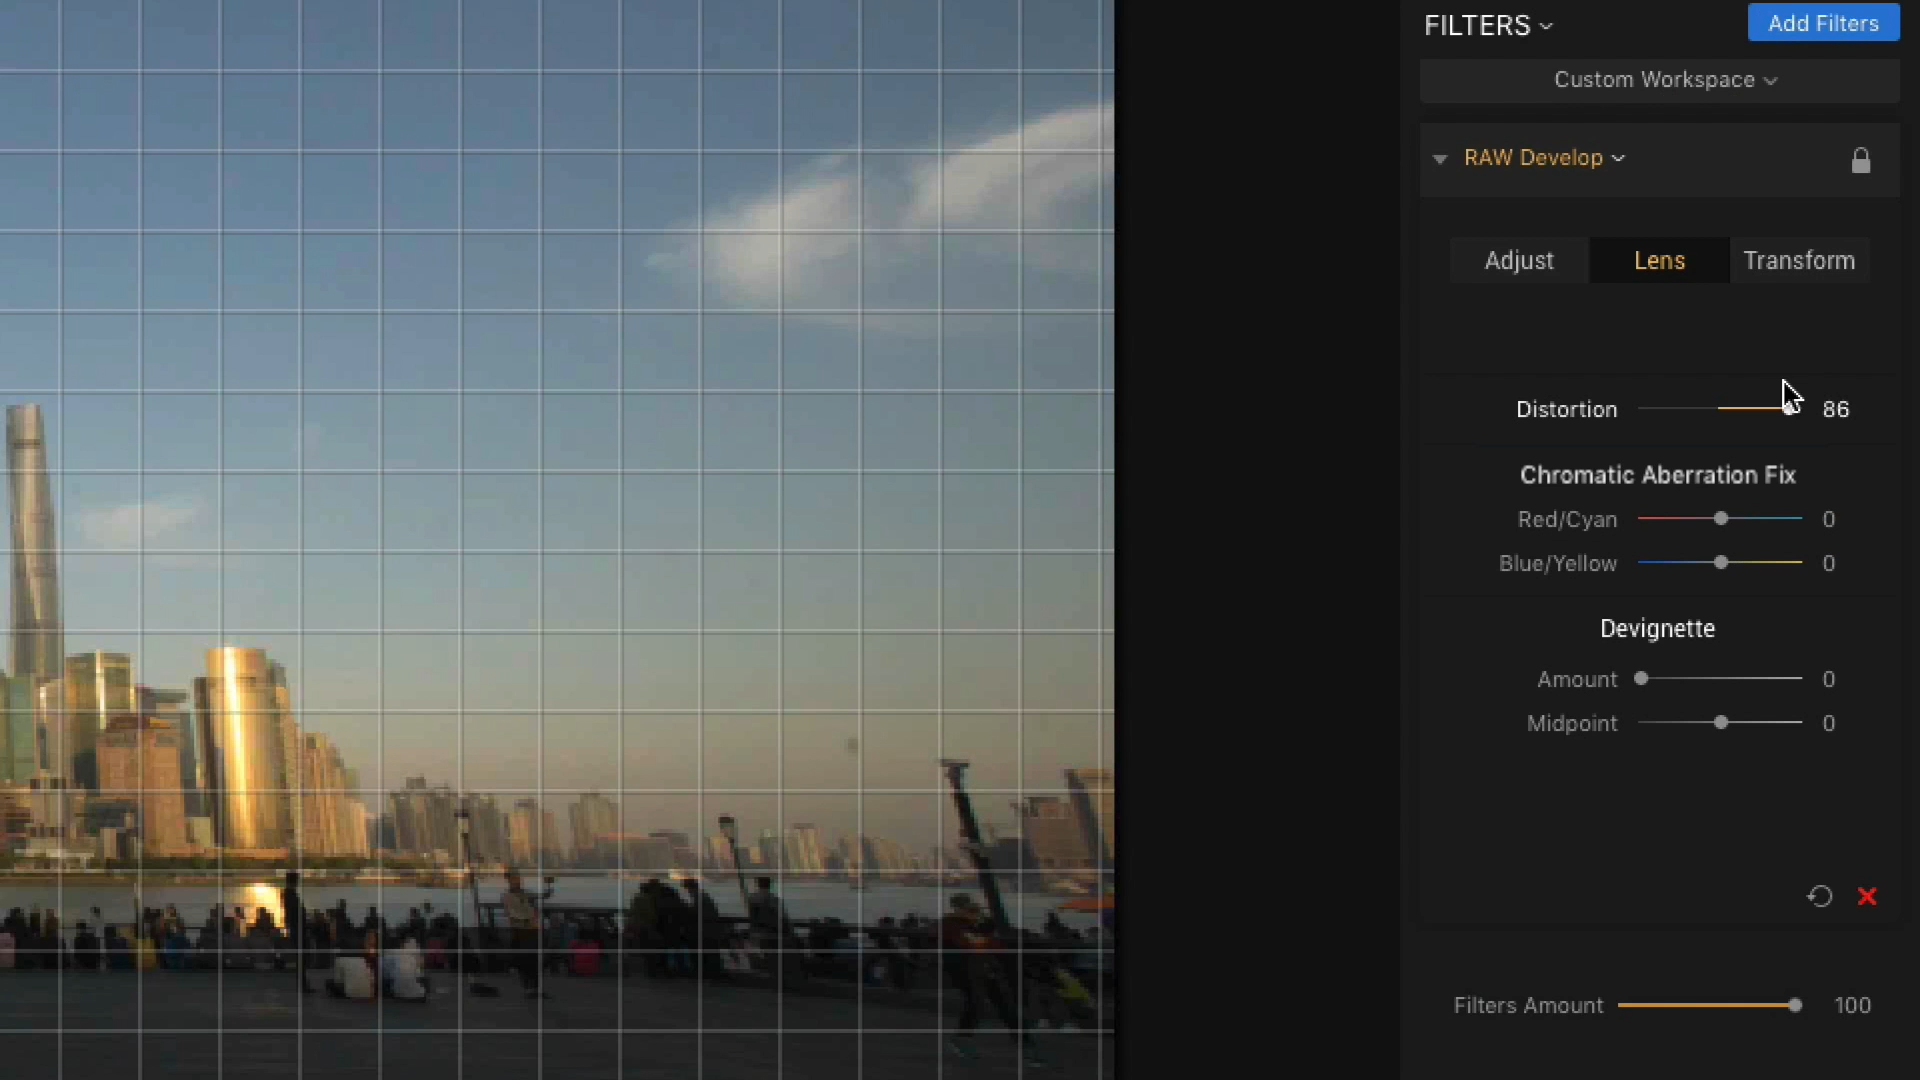 FILTERS
Add Filters
Custom Workspace
RAW Develop
Adjust Lens Transform
Distortion 86
Chromatic Aberration Fix
Red/Cyan 0
Blue/Yellow 0
Devignette
Amount 0
Midpoint 0
Filters Amount 100